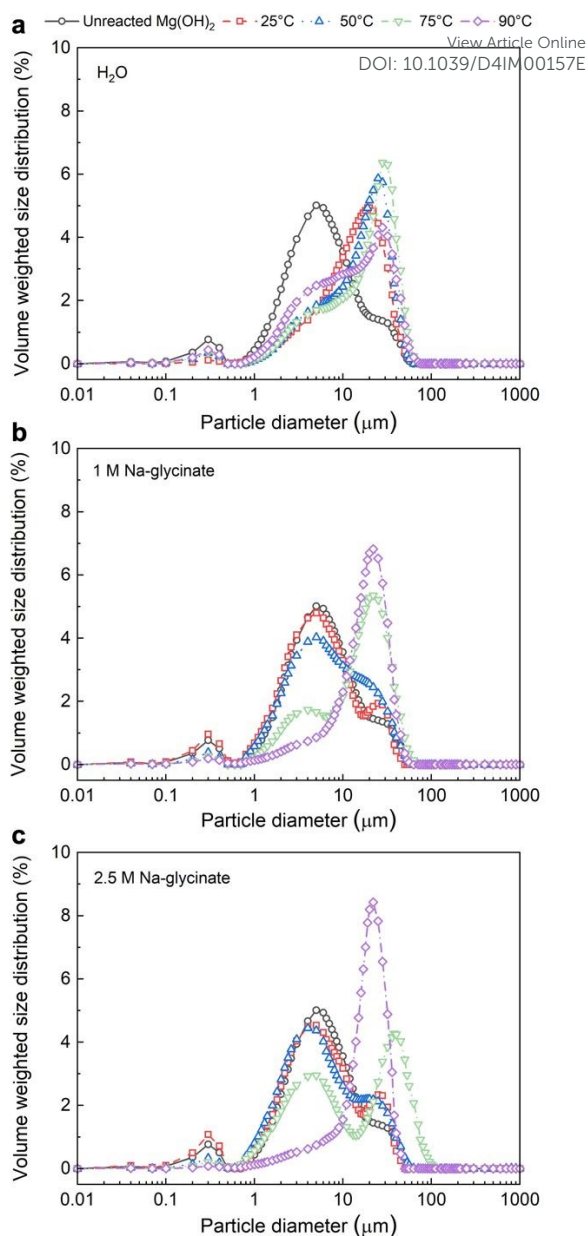 a
Unreacted Mg(OH)₂ 25°C 50°C 75°C 90°C
View Article Online
DOI: 10.1039/D4IM00157E
H₂O
Volume weighted size distribution (%)
10
8
6
4
2
0
0.01 0.1 1 10 100 1000
Particle diameter (μm)
b
1 M Na-glycinate
Volume weighted size distribution (%)
10
8
6
4
2
0
0.01 0.1 1 10 100 1000
Particle diameter (μm)
c
2.5 M Na-glycinate
Volume weighted size distribution (%)
10
8
6
4
2
0
0.01 0.1 1 10 100 1000
Particle diameter (μm)